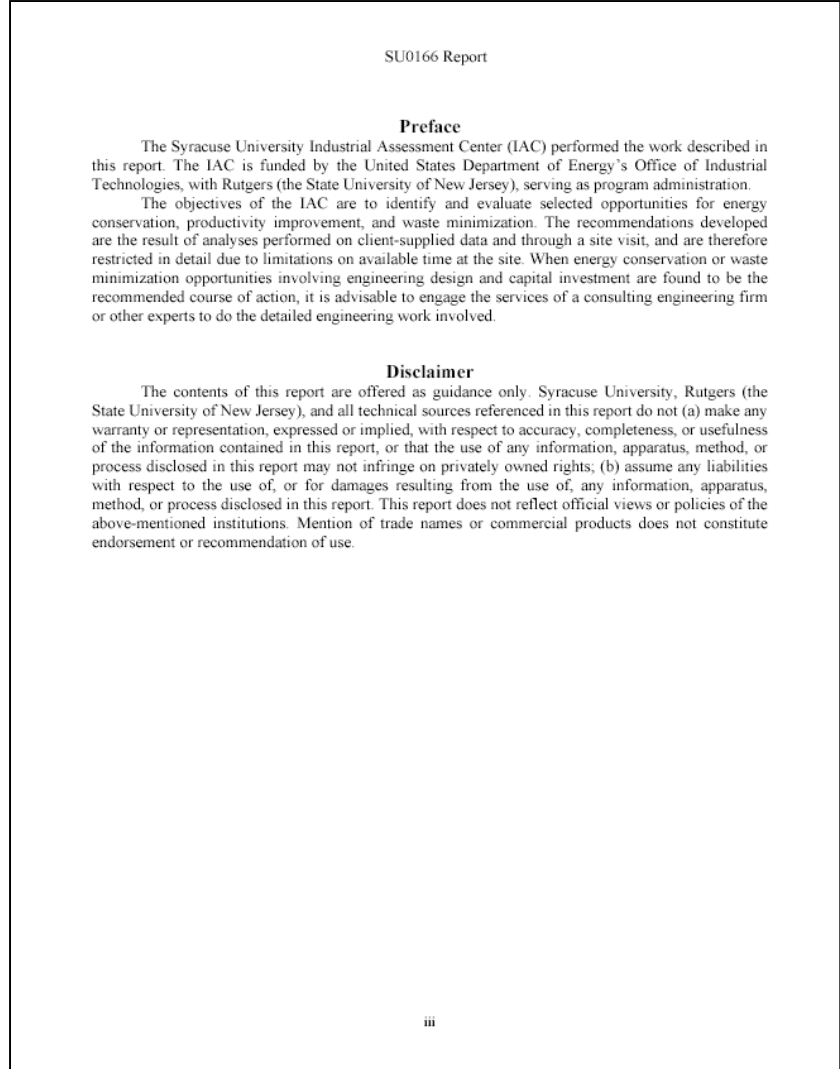 SU0166 Report
Preface
The Syracuse University Industrial Assessment Center (IAC) performed the work described in
this report. The IAC is funded by the United States Department of Energy's Office of Industrial
Technologies, with Rutgers (the State University of New Jersey), serving as program administration.
The objectives of the IAC are to identify and evaluate selected opportunities for energy
conservation, productivity improvement, and waste minimization. The recommendations developed
are the result of analyses performed on client-supplied data and through a site visit, and are therefore
restricted in detail due to limitations on available time at the site. When energy conservation or waste
minimization opportunities involving engineering design and capital investment are found to be the
recommended course of action, it is advisable to engage the services of a consulting engineering firm
or other experts to do the detailed engineering work involved.
Disclaimer
The contents of this report are offered as guidance only. Syracuse University, Rutgers (the
State University of New Jersey), and all technical sources referenced in this report do not (a) make any
warranty or representation, expressed or implied, with respect to accuracy, completeness, or usefulness
of the information contained in this report, or that the use of any information, apparatus, method, or
process disclosed in this report may not infringe on privately owned rights; (b) assume any liabilities
with respect to the use of, or for damages resulting from the use of, any information, apparatus,
method, or process disclosed in this report. This report does not reflect official views or policies of the
above-mentioned institutions. Mention of trade names or commercial products does not constitute
endorsement or recommendation of use.
iii